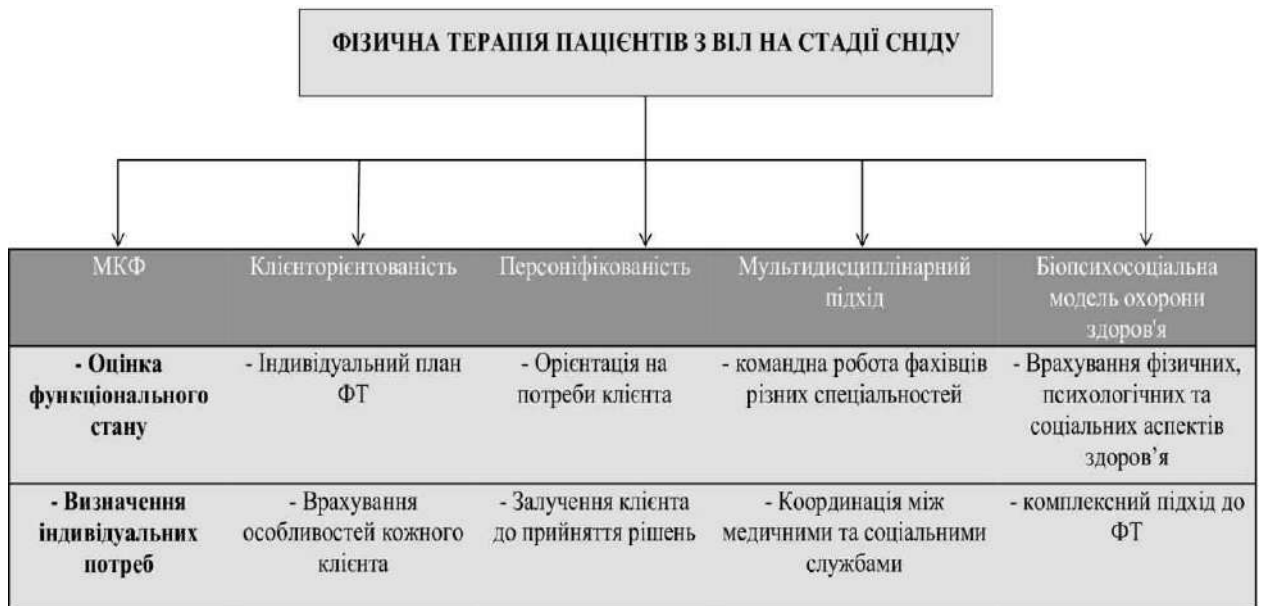 ФІЗИЧНА ТЕРАПІЯ ПАЦІЄНТІВ З ВІЛ НА СТАДІЇ СНІДУ
МКФ
Клієнторієнтованість
Персоніфікованість
Мультидисциплінарний
підхід
Біопсихосоціальна
модель охорони
здоров'я
- Оцінка
функціонального
стану
- Індивідуальний план
ФТ
- Орієнтація на
потреби клієнта
- командна робота фахівців
різних спеціальностей
- Врахування фізичних,
психологічних та
соціальних аспектів
здоров’я
- Визначення
індивідуальних
потреб
- Врахування
особливостей кожного
клієнта
- Залучення клієнта
до прийняття рішень
- Координація між
медичними та соціальними
службами
- комплексний підхід до
ФТ